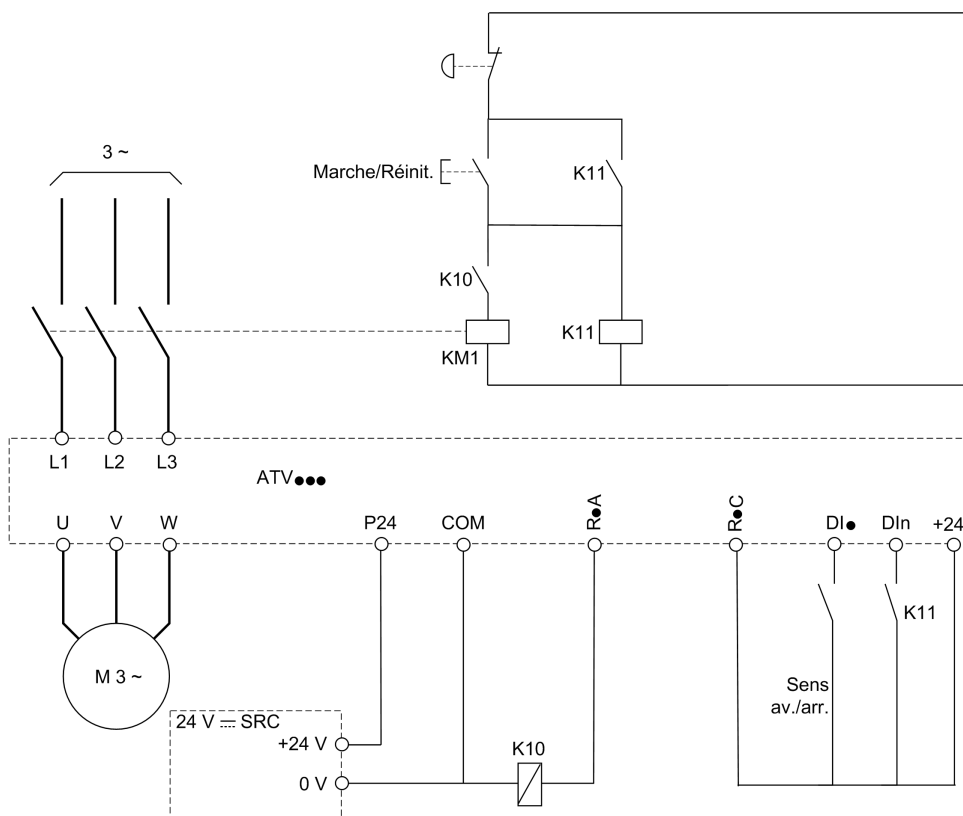 3 ~
Marche/Réinit.
K11
K10
KM1
K11
L1 L2 L3
ATV●●●
U V W P24 COM R●A R●C DI● DIn +24
K11
M 3 ~
Sens
av./arr.
24 V ⎓ SRC
+24 V
K10
0 V